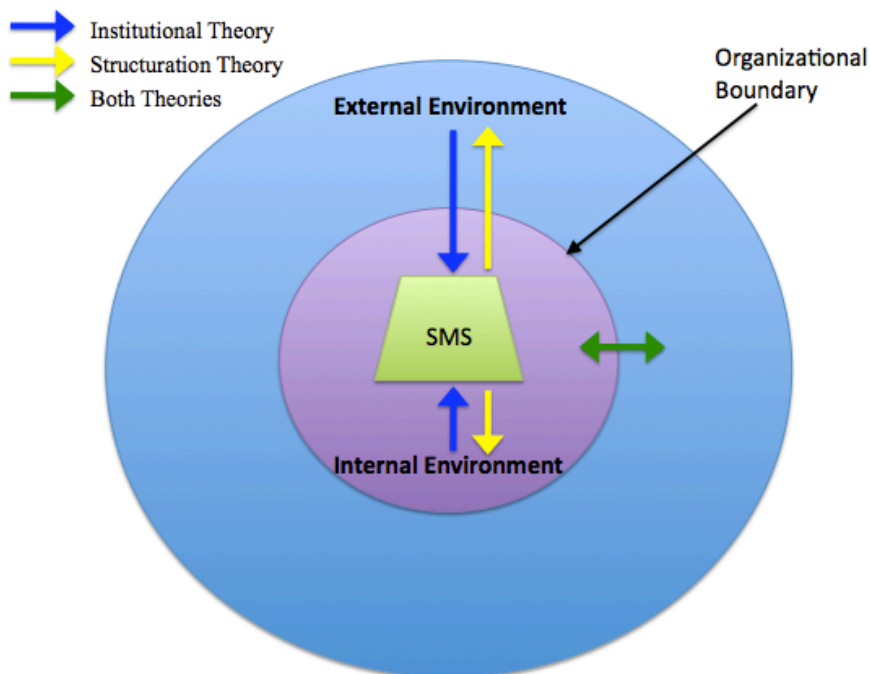 Institutional Theory
Structuration Theory
Both Theories
Organizational
Boundary
External Environment
SMS
Internal Environment